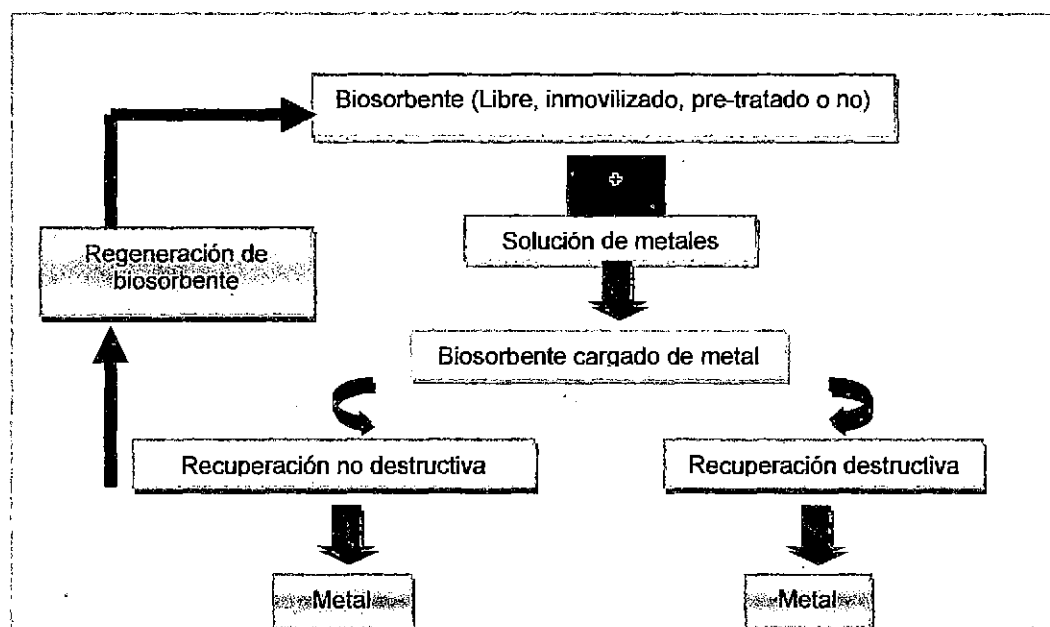 Biosorbente (Libre, inmovilizado, pre-tratado o no)
+
Solución de metales
Regeneración de
biosorbente
Biosorbente cargado de metal
Recuperación no destructiva
Recuperación destructiva
Metal
Metal